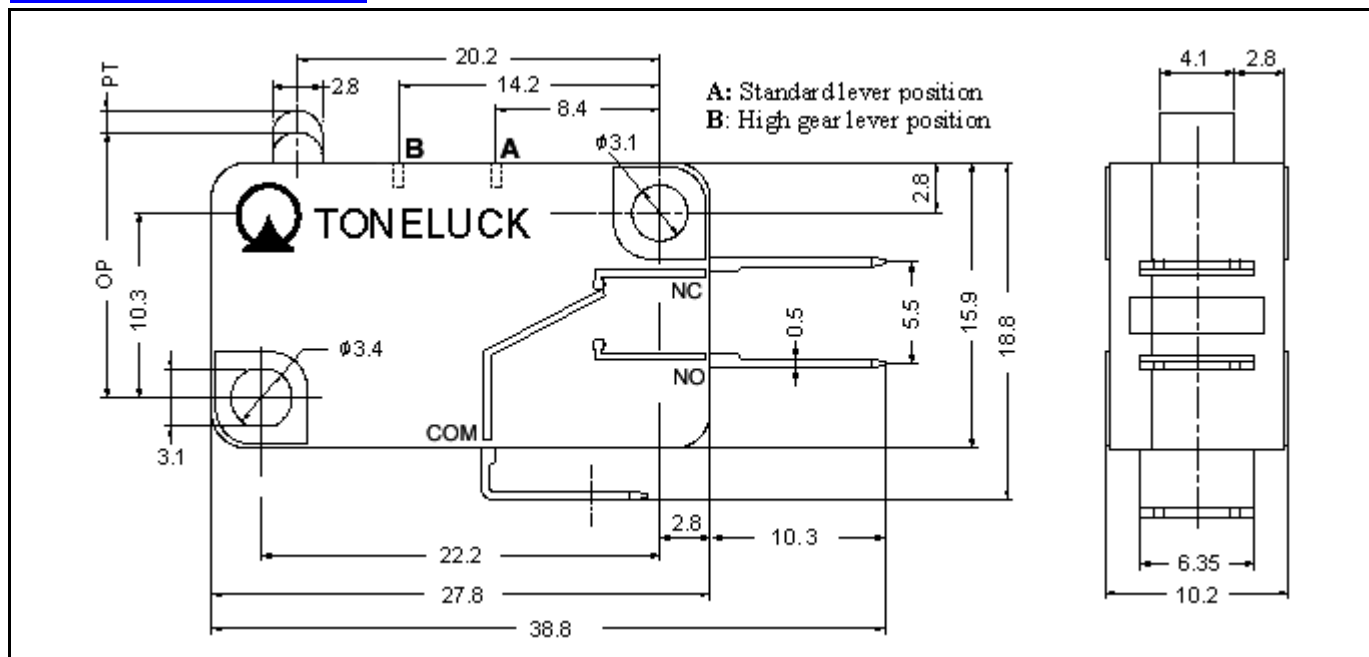 20.2
4.1
2.8
PT
2.8
14.2
8.4
A: Standard lever position
B: High gear lever position
B
A
ϕ3.1
2.8
TONELUCK
OP
10.3
NC
5.5
15.9
18.8
0.5
ϕ3.4
NO
COM
3.1
2.8
10.3
22.2
6.35
27.8
10.2
38.8